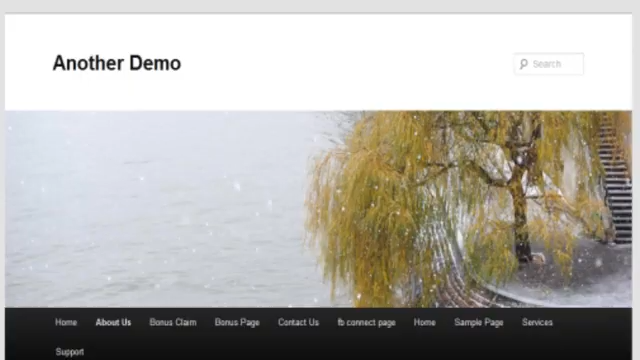 Another Demo
Search
Home About Us Bonus Claim Bonus Page Contact Us fb connect page Home Sample Page Services
Support